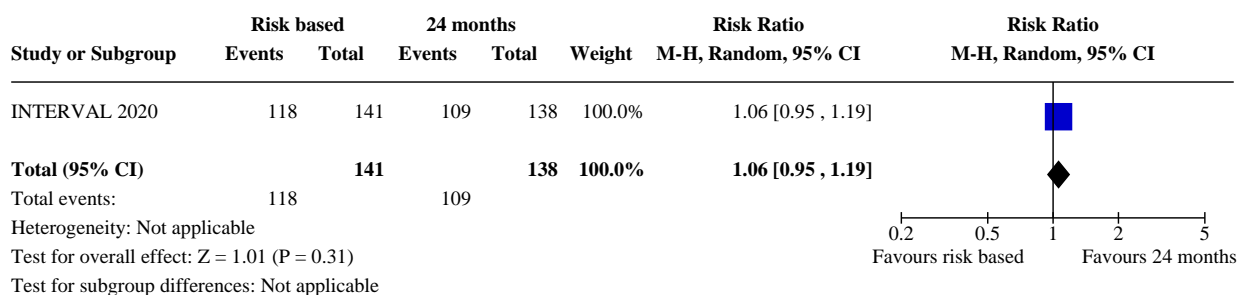 Risk based 24 months Risk Ratio Risk Ratio
Study or Subgroup Events Total Events Total Weight M-H, Random, 95% CI M-H, Random, 95% CI
INTERVAL 2020 118 141 109 138 100.0% 1.06 [0.95 , 1.19]
Total (95% CI) 141 138 100.0% 1.06 [0.95 , 1.19]
Total events: 118 109
Heterogeneity: Not applicable
0.2 0.5 1 2 5
Test for overall effect: Z = 1.01 (P = 0.31) Favours risk based Favours 24 months
Test for subgroup differences: Not applicable